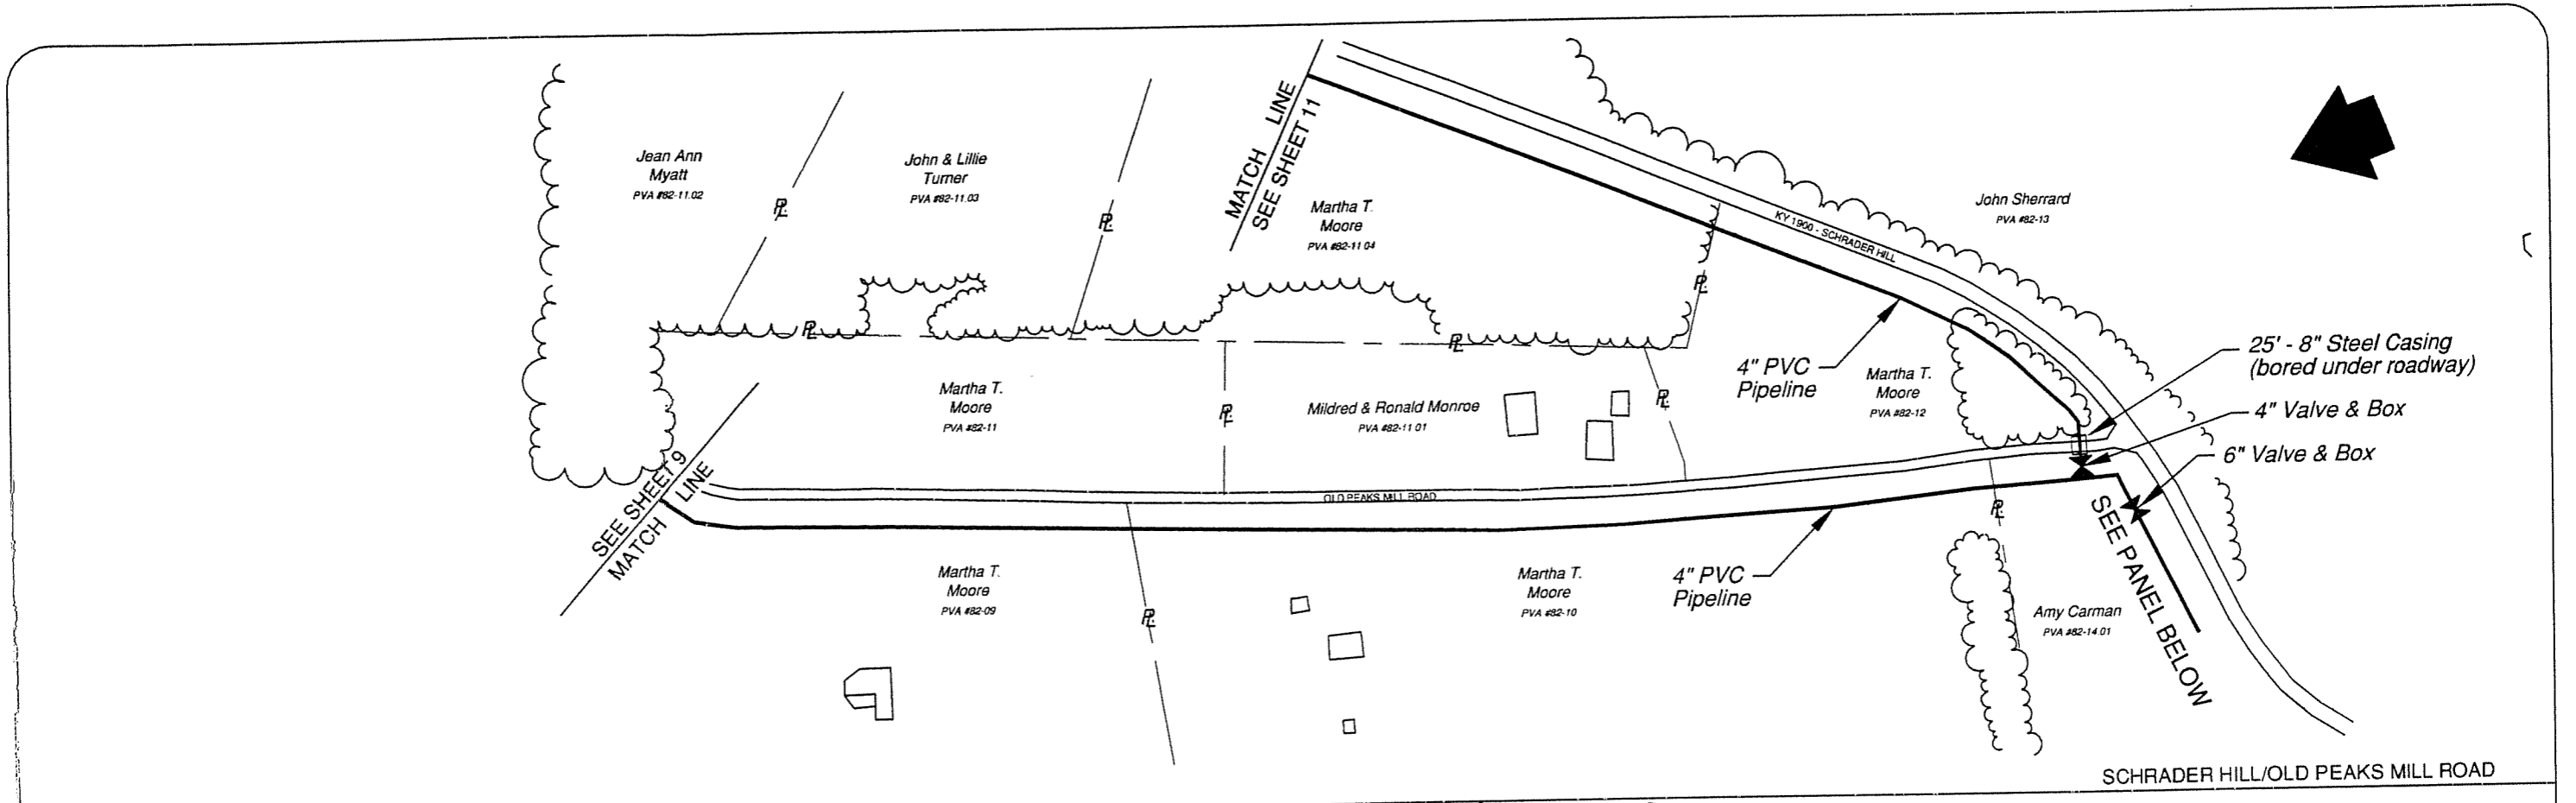 MATCH LINE
SEE SHEET 11
Jean Ann
Myatt
PVA #82-11.02
John & Lillie
Turner
PVA #82-11.03
Martha T.
Moore
PVA #82-11 04
KY 1900 - SCHRADER HILL
John Sherrard
PVA #82-13
PL
PL
PL
PL
PL
25' - 8" Steel Casing
(bored under roadway)
4" PVC
Pipeline
Martha T.
Moore
PVA #82-12
Martha T.
Moore
PVA #82-11
PL
Mildred & Ronald Monroe
PVA #82-11 01
PL
4" Valve & Box
6" Valve & Box
SEE SHEET 9
MATCH LINE
OLD PEAKS MILL ROAD
PL
SEE PANEL BELOW
Martha T.
Moore
PVA #82-09
PL
Martha T.
Moore
PVA #82-10
4" PVC
Pipeline
Amy Carman
PVA #82-14.01
SCHRADER HILL/OLD PEAKS MILL ROAD